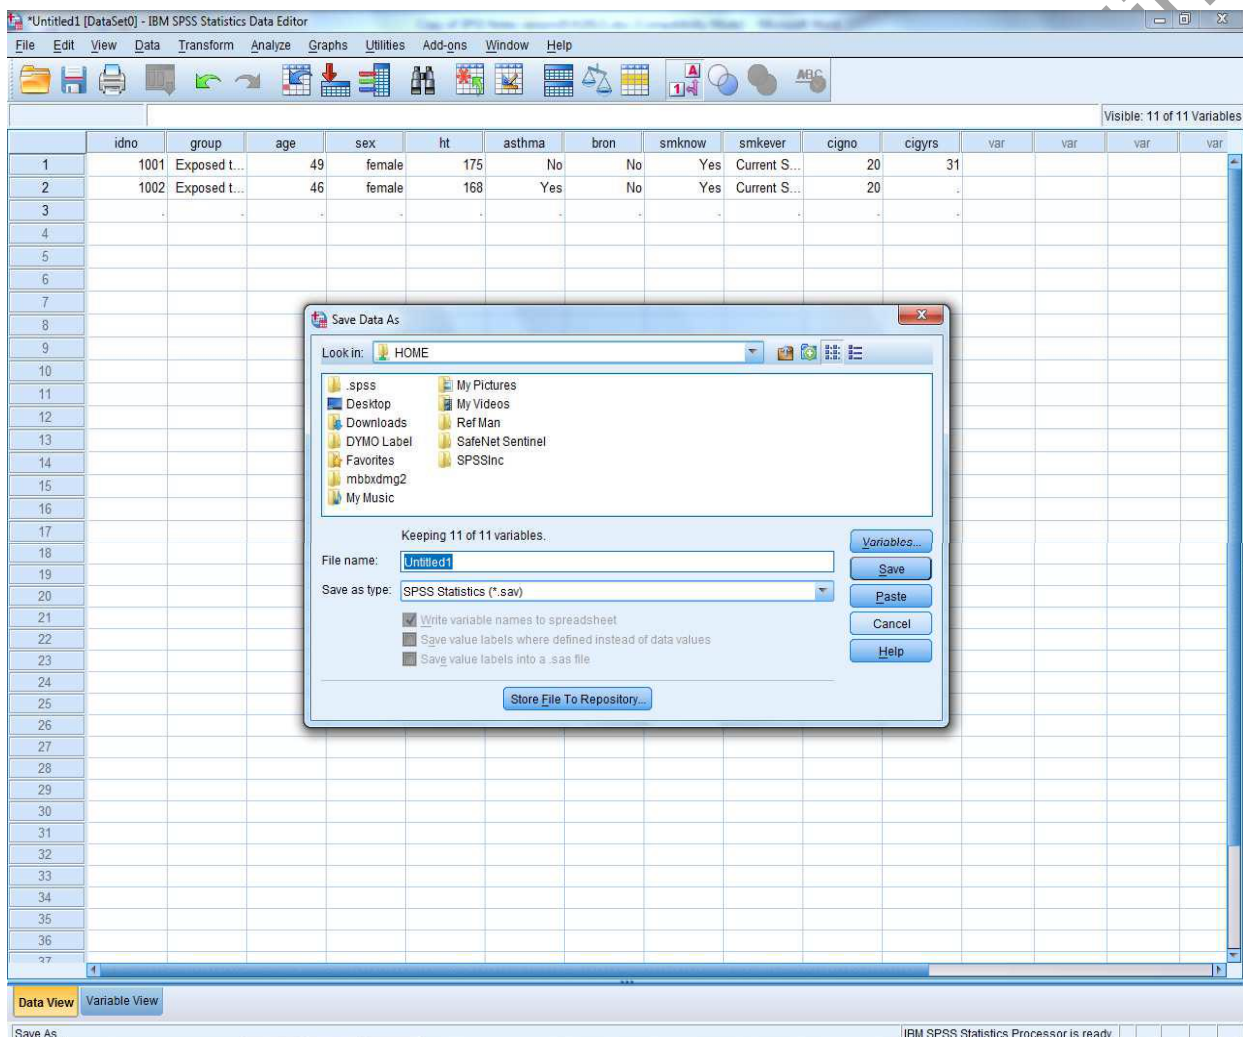 *Untitled1 [DataSet0] - IBM SPSS Statistics Data Editor
File Edit View Data Transform Analyze Graphs Utilities Add-ons Window Help
Visible: 11 of 11 Variables
idno group age sex ht asthma bron smknow smkever cigno cigyrs var var var var
1 1001 Exposed t... 49 female 175 No No Yes Current S... 20 31
2 1002 Exposed t... 46 female 168 Yes No Yes Current S... 20 .
3 . . . . . . . . . . .
4
5
6
7
8
9
10
11
12
13
14
15
16
17
18
19
20
21
22
23
24
25
26
27
28
29
30
31
32
33
34
35
36
37
Save Data As
Look in: HOME
.spss
Desktop
Downloads
DYMO Label
Favorites
mbbxdmg2
My Music
My Pictures
My Videos
Ref Man
SafeNet Sentinel
SPSSInc
Keeping 11 of 11 variables.
Variables...
File name: Untitled1
Save
Save as type: SPSS Statistics (*.sav)
Paste
Write variable names to spreadsheet
Cancel
Save value labels where defined instead of data values
Help
Save value labels into a .sas file
Store File To Repository...
Data View Variable View
Save As
IBM SPSS Statistics Processor is ready